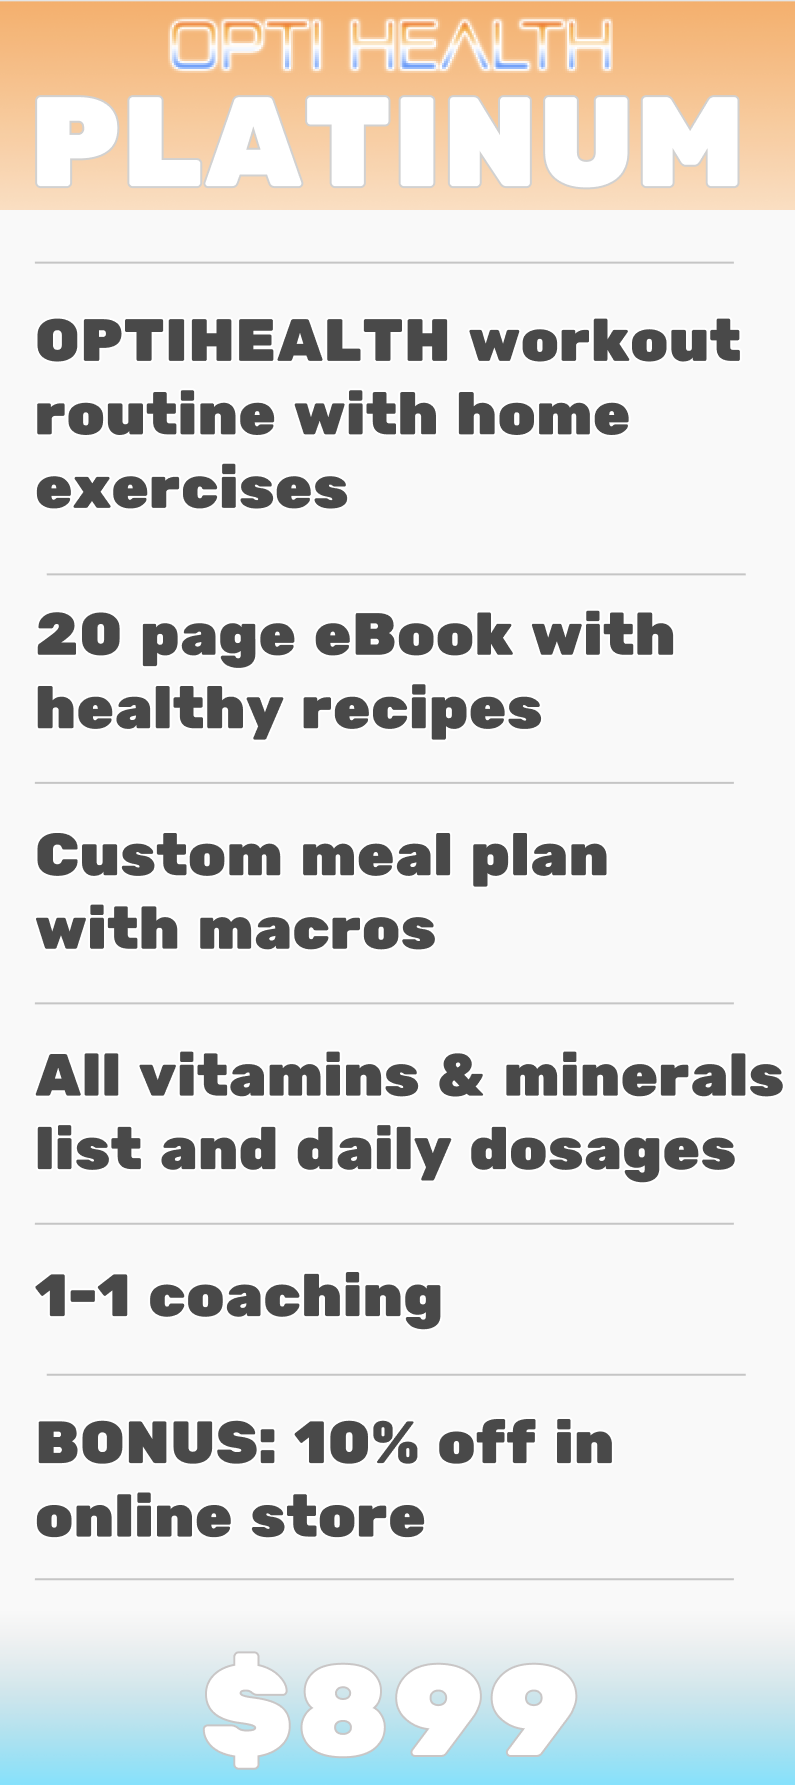 OPTI HEALTH
PLATINUM
OPTIHEALTH workout
routine with home
exercises
20 page eBook with
healthy recipes
Custom meal plan
with macros
All vitamins & minerals
list and daily dosages
1-1 coaching
BONUS: 10% off in
online store
$899